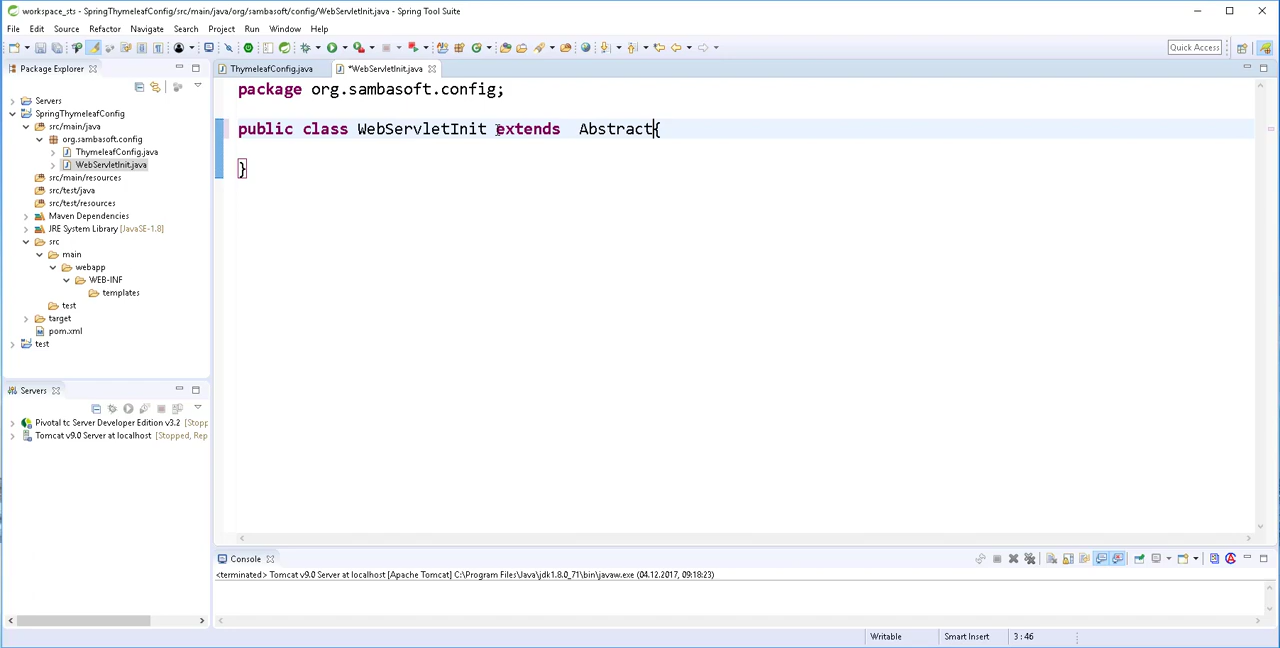 workspace_sts - SpringThymeleafConfig/src/main/java/org/sambasoft/config/WebServletInit.java - Spring Tool Suite
File Edit Source Refactor Navigate Search Project Run Window Help
Quick Access
Package Explorer
Servers
SpringThymeleafConfig
src/main/java
org.sambasoft.config
ThymeleafConfig.java
WebServletInit.java
src/main/resources
src/test/java
src/test/resources
Maven Dependencies
JRE System Library [JavaSE-1.8]
src
main
webapp
WEB-INF
templates
test
target
pom.xml
test
Servers
Pivotal tc Server Developer Edition v3.2 [Stopp
Tomcat v9.0 Server at localhost [Stopped, Rep
ThymeleafConfig.java *WebServletInit.java
package org.sambasoft.config;
public class WebServletInit extends  Abstract{
}
Console
<terminated> Tomcat v9.0 Server at localhost [Apache Tomcat] C:\Program Files\Java\jdk1.8.0_71\bin\javaw.exe (04.12.2017, 09:18:23)
Writable Smart Insert 3 : 46